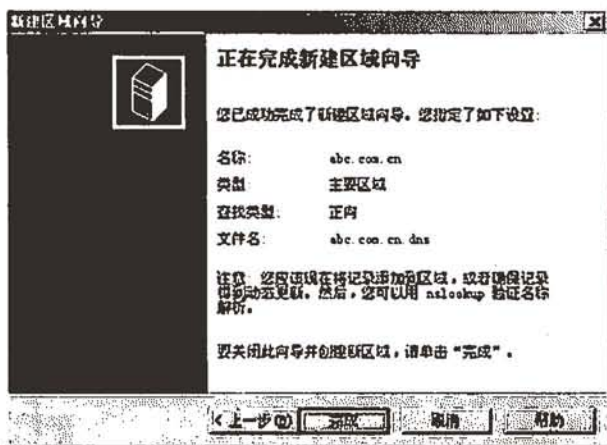 新建区域向导
正在完成新建区域向导
您已成功完成了新建区域向导。您指定了如下设置:
名称: abc.com.cn
类型: 主要区域
查找类型: 正向
文件名: abc.com.cn.dns
注意: 您应该现在将记录添加到区域,或者确保记录
得到动态更新。然后,您可以用 nslookup 验证名称
解析。
要关闭此向导并创建新区域,请单击“完成”。
< 上一步(B) 完成 取消 帮助